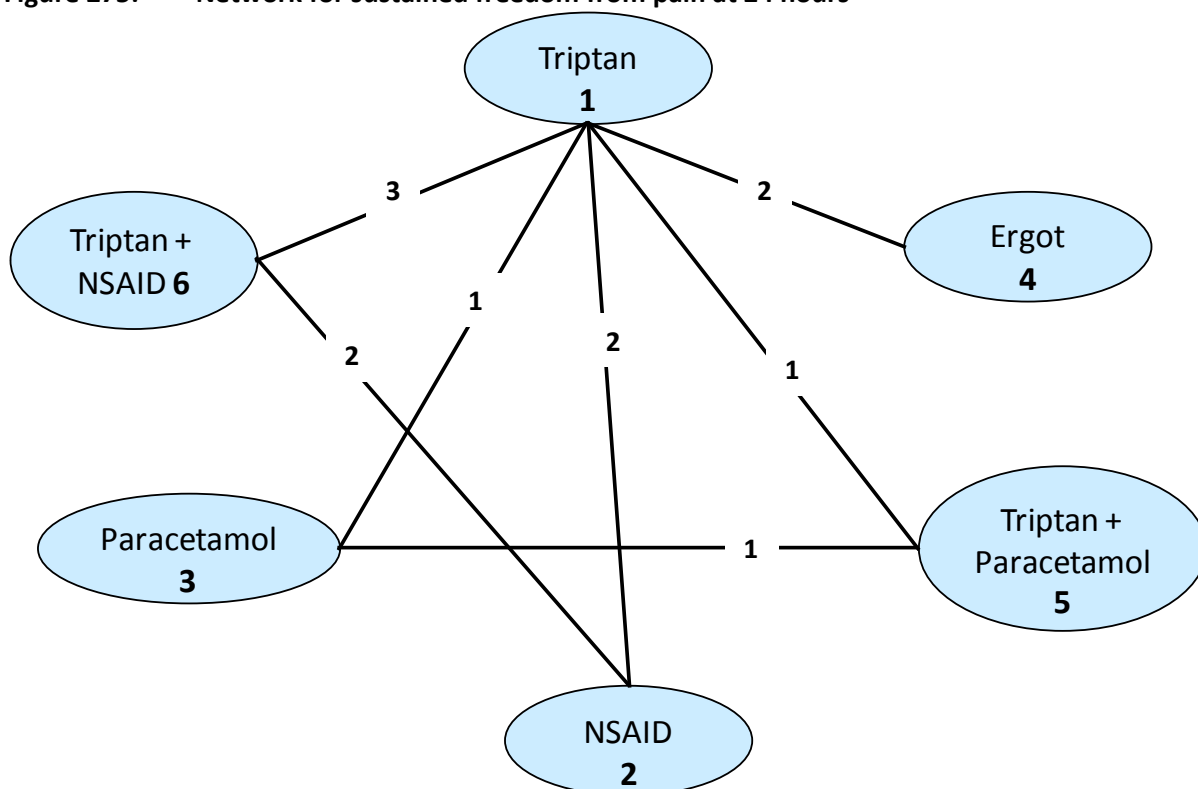 Triptan
1
3
2
Triptan +
NSAID 6
Ergot
4
1
2
2
1
Paracetamol
3
1
Triptan +
Paracetamol
5
NSAID
2